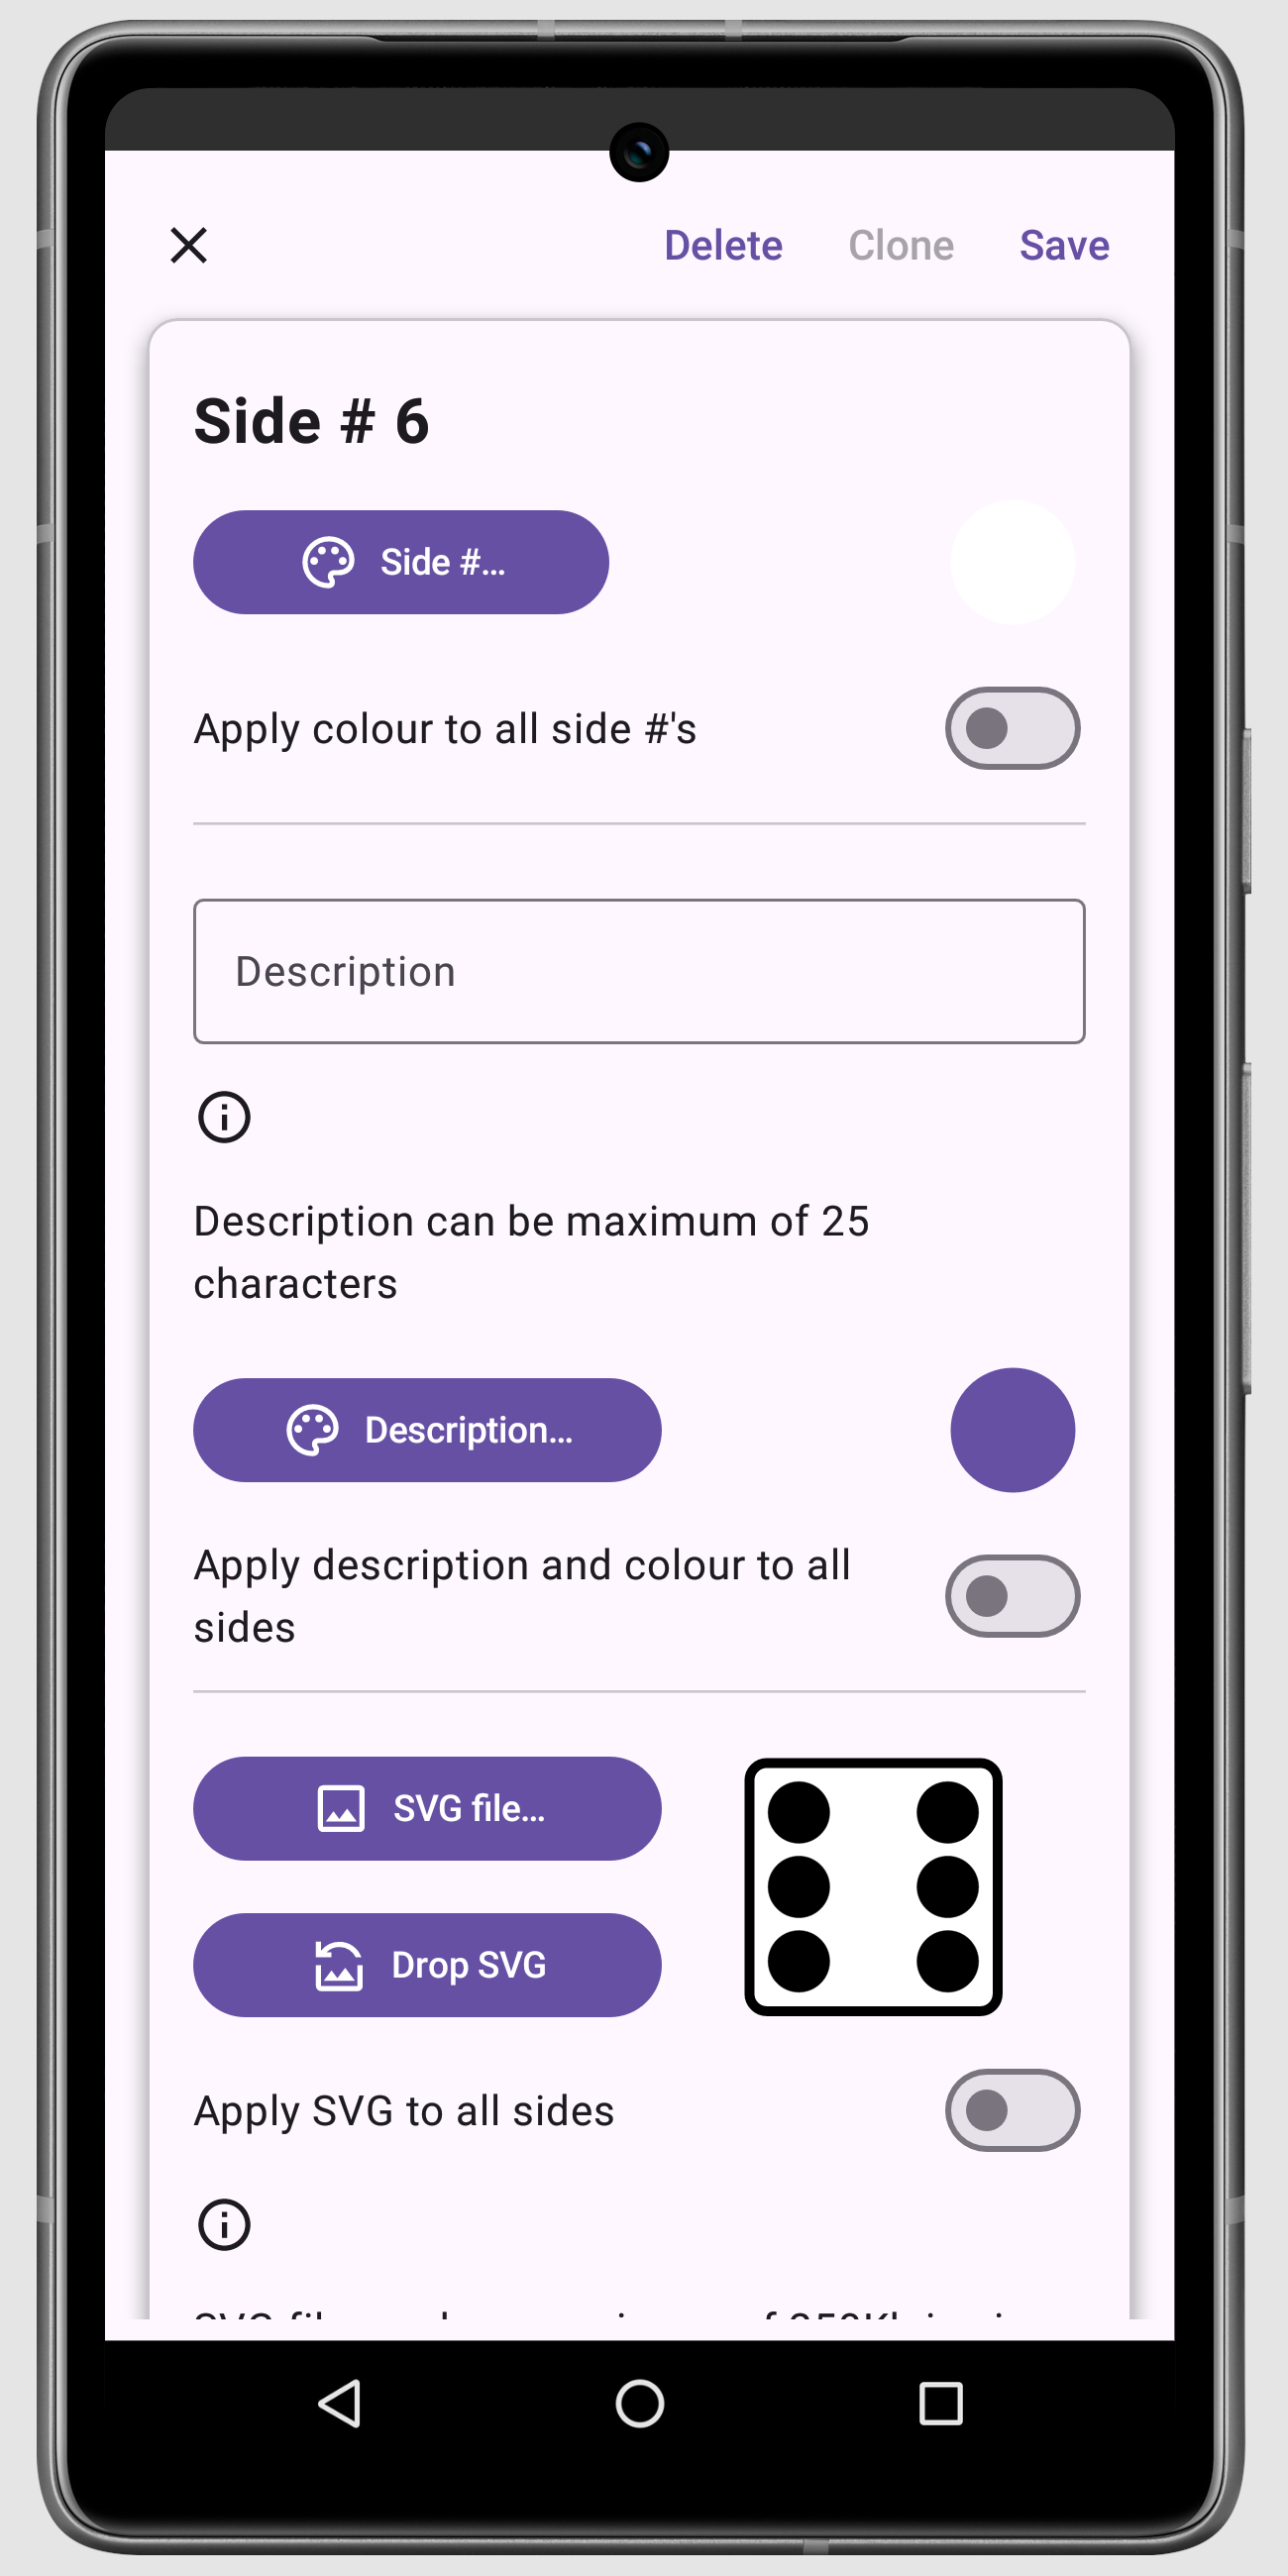 Delete Clone Save
Side # 6
Side #...
Apply colour to all side #'s
Description
Description can be maximum of 25
characters
Description...
Apply description and colour to all
sides
SVG file...
Drop SVG
Apply SVG to all sides